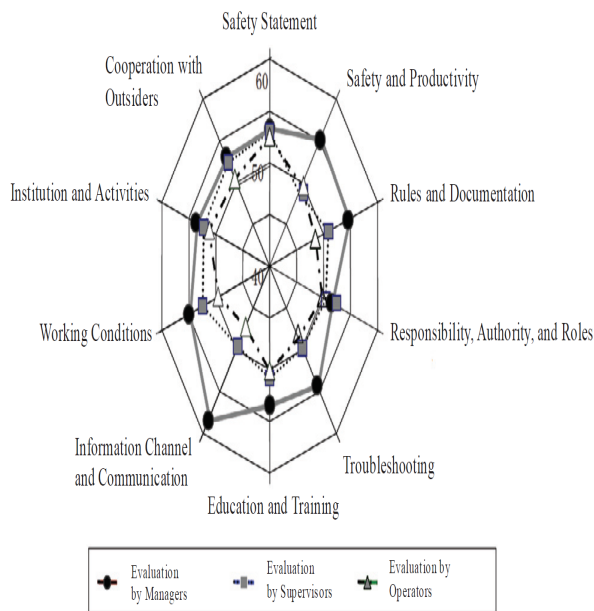 Safety Statement
Cooperation with
Outsiders
60
Safety and Productivity
50
Institution and Activities
Rules and Documentation
40
Working Conditions
Responsibility, Authority, and Roles
Information Channel
and Communication
Troubleshooting
Education and Training
Evaluation
by Managers
Evaluation
by Supervisors
Evaluation by
Operators